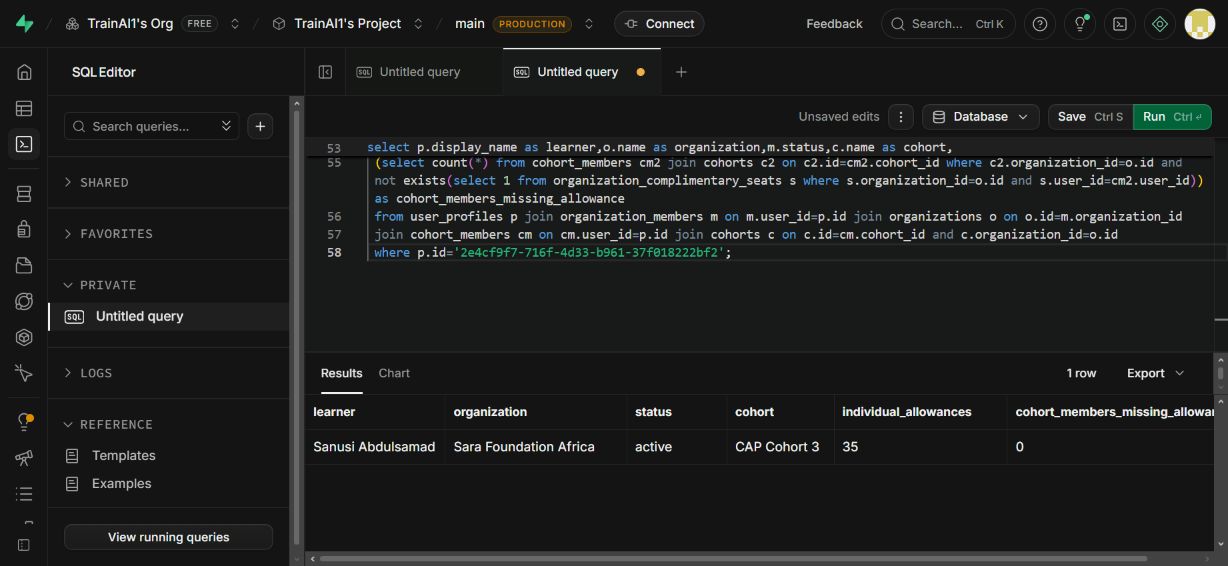 TrainAI1's Org FREE / TrainAI1's Project / main PRODUCTION Connect Feedback Search... Ctrl K
SQL Editor
Untitled query
Untitled query
Search queries...
Unsaved edits Database Save Ctrl S Run Ctrl ↵
SHARED
FAVORITES
PRIVATE
Untitled query
LOGS
REFERENCE
Templates
Examples
View running queries
53 select p.display_name as learner,o.name as organization,m.status,c.name as cohort,
55 (select count(*) from cohort_members cm2 join cohorts c2 on c2.id=cm2.cohort_id where c2.organization_id=o.id and
not exists(select 1 from organization_complimentary_seats s where s.organization_id=o.id and s.user_id=cm2.user_id))
as cohort_members_missing_allowance
56 from user_profiles p join organization_members m on m.user_id=p.id join organizations o on o.id=m.organization_id
57 join cohort_members cm on cm.user_id=p.id join cohorts c on c.id=cm.cohort_id and c.organization_id=o.id
58 where p.id='2e4cf9f7-716f-4d33-b961-37f018222bf2';
Results Chart 1 row Export
learner organization status cohort individual_allowances cohort_members_missing_allowan
Sanusi Abdulsamad Sara Foundation Africa active CAP Cohort 3 35 0